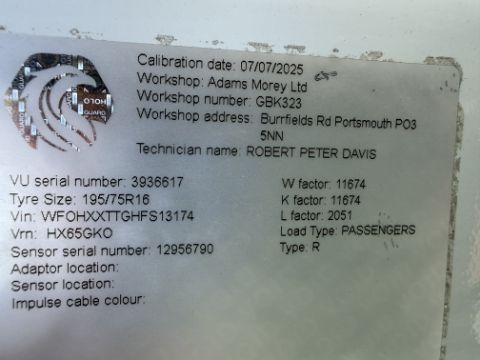 Calibration date: 07/07/2025
Workshop: Adams Morey Ltd
Workshop number: GBK323
Workshop address: Burrfields Rd Portsmouth PO3
5NN
Technician name: ROBERT PETER DAVIS
HOLO
GUARD
VU serial number: 3936617
Tyre Size: 195/75R16
Vin: WFOHXXTTGHFS13174
Vrn: HX65GKO
Sensor serial number: 12956790
Adaptor location:
Sensor location:
Impulse cable colour:
W factor: 11674
K factor: 11674
L factor: 2051
Load Type: PASSENGERS
Type: R